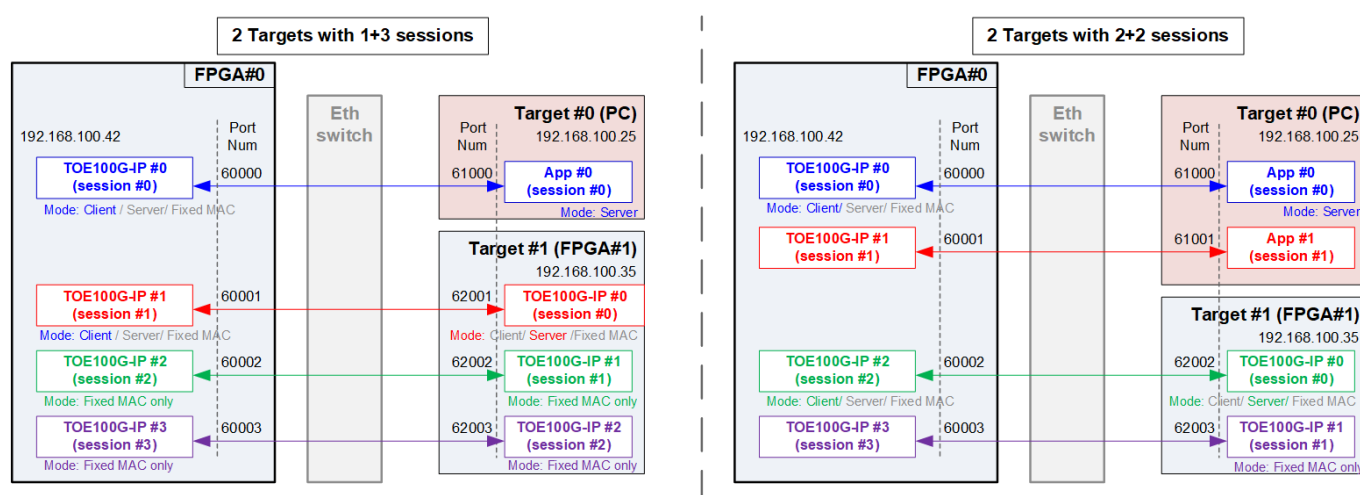 2 Targets with 1+3 sessions
FPGA#0
192.168.100.42
Port
Num
Eth
switch
Port
Num
Target #0 (PC)
192.168.100.25
TOE100G-IP #0
(session #0)
60000
61000
App #0
(session #0)
Mode: Client / Server/ Fixed MAC
Mode: Server
Target #1 (FPGA#1)
192.168.100.35
TOE100G-IP #1
(session #1)
60001
62001
TOE100G-IP #0
(session #0)
Mode: Client / Server/ Fixed MAC
Mode: Client/ Server /Fixed MAC
TOE100G-IP #2
(session #2)
60002
62002
TOE100G-IP #1
(session #1)
Mode: Fixed MAC only
Mode: Fixed MAC only
TOE100G-IP #3
(session #3)
60003
62003
TOE100G-IP #2
(session #2)
Mode: Fixed MAC only
Mode: Fixed MAC only
2 Targets with 2+2 sessions
FPGA#0
192.168.100.42
Port
Num
Eth
switch
Port
Num
Target #0 (PC)
192.168.100.25
TOE100G-IP #0
(session #0)
60000
61000
App #0
(session #0)
Mode: Client/ Server/ Fixed MAC
Mode: Server
TOE100G-IP #1
(session #1)
60001
61001
App #1
(session #1)
Target #1 (FPGA#1)
192.168.100.35
TOE100G-IP #2
(session #2)
60002
62002
TOE100G-IP #0
(session #0)
Mode: Client/ Server/ Fixed MAC
Mode: Client/ Server/ Fixed MAC
TOE100G-IP #3
(session #3)
60003
62003
TOE100G-IP #1
(session #1)
Mode: Fixed MAC only